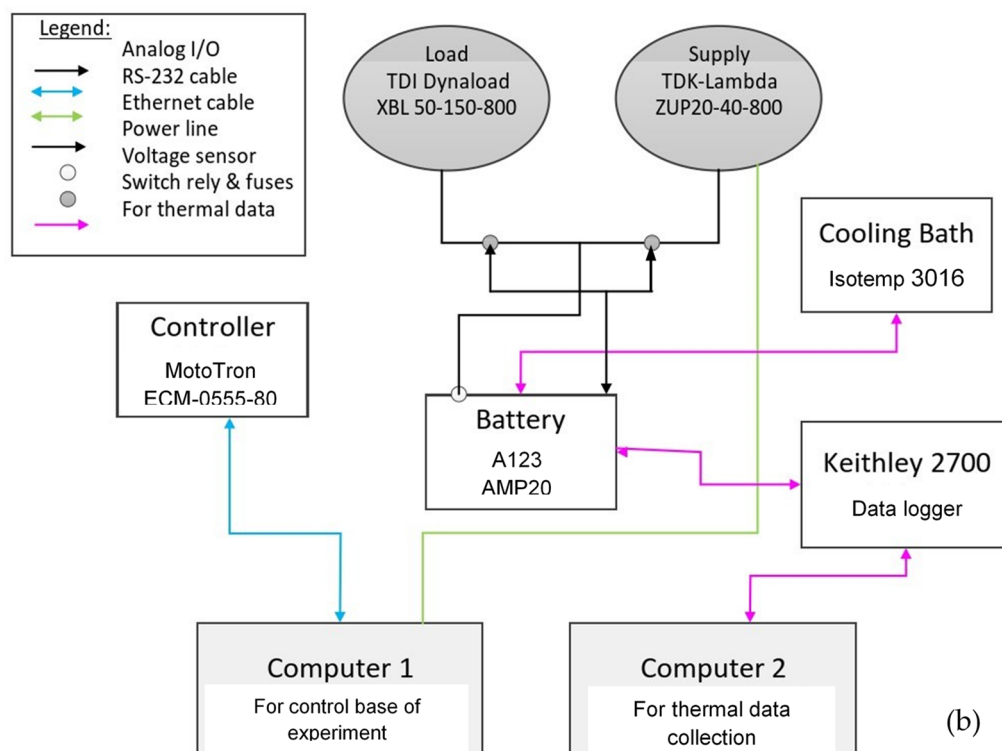 Legend:
Analog I/O
RS-232 cable
Ethernet cable
Power line
Voltage sensor
Switch rely & fuses
For thermal data
Load
TDI Dynaload
XBL 50-150-800
Supply
TDK-Lambda
ZUP20-40-800
Cooling Bath
Isotemp 3016
Controller
MotoTron
ECM-0555-80
Battery
A123
AMP20
Keithley 2700
Data logger
Computer 1
For control base of
experiment
Computer 2
For thermal data
collection
(b)